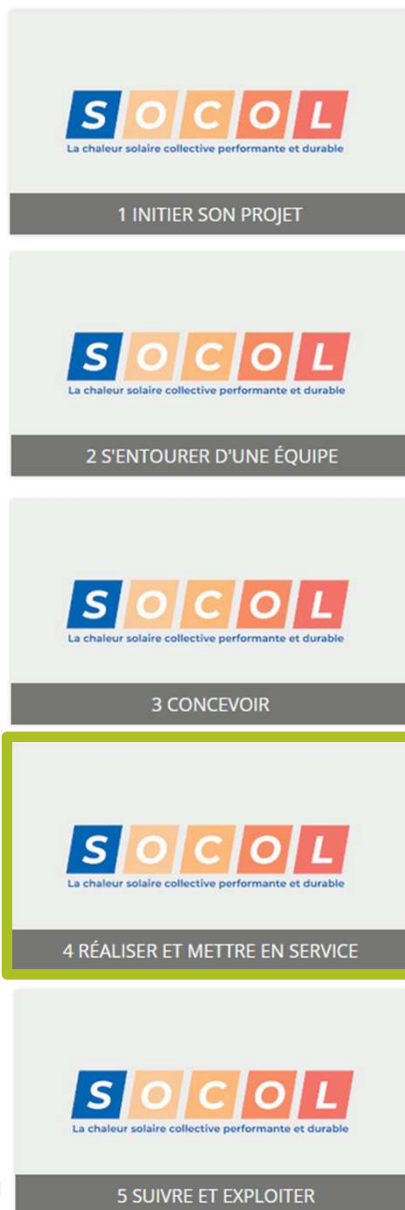 SOCOL
La chaleur solaire collective performante et durable
1 INITIER SON PROJET
SOCOL
La chaleur solaire collective performante et durable
2 S'ENTOURER D'UNE ÉQUIPE
SOCOL
La chaleur solaire collective performante et durable
3 CONCEVOIR
SOCOL
La chaleur solaire collective performante et durable
4 RÉALISER ET METTRE EN SERVICE
SOCOL
La chaleur solaire collective performante et durable
5 SUIVRE ET EXPLOITER